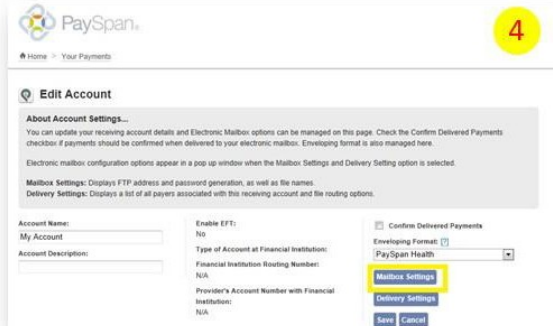 PaySpan®
4
Home > Your Payments
Edit Account
About Account Settings...
You can update your receiving account details and Electronic Mailbox options can be managed on this page. Check the Confirm Delivered Payments
checkbox if payments should be confirmed when delivered to your electronic mailbox. Enveloping format is also managed here.
Electronic mailbox configuration options appear in a pop up window when the Mailbox Settings and Delivery Setting option is selected.
Mailbox Settings: Displays FTP address and password generation, as well as file names.
Delivery Settings: Displays a list of all payers associated with this receiving account and file routing options.
Account Name:
My Account
Account Description:
Enable EFT:
No
Type of Account at Financial Institution:
Financial Institution Routing Number:
N/A
Provider's Account Number with Financial
Institution:
N/A
Confirm Delivered Payments
Enveloping Format: [?]
PaySpan Health
Mailbox Settings
Delivery Settings
Save Cancel